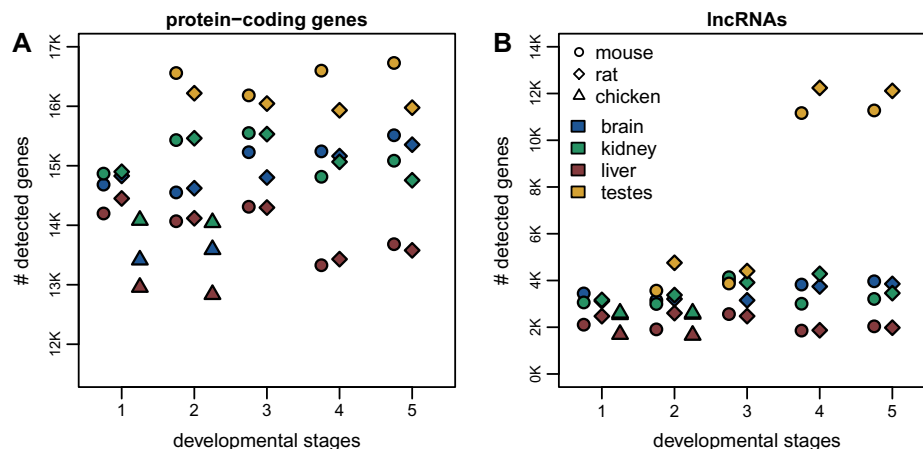 protein−coding genes
A
17K
16K
15K
14K
13K
12K
# detected genes
1 2 3 4 5
developmental stages
lncRNAs
B
14K
12K
10K
8K
6K
4K
2K
0K
# detected genes
mouse
rat
chicken
brain
kidney
liver
testes
1 2 3 4 5
developmental stages